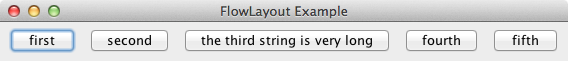 FlowLayout Example
first second the third string is very long fourth fifth